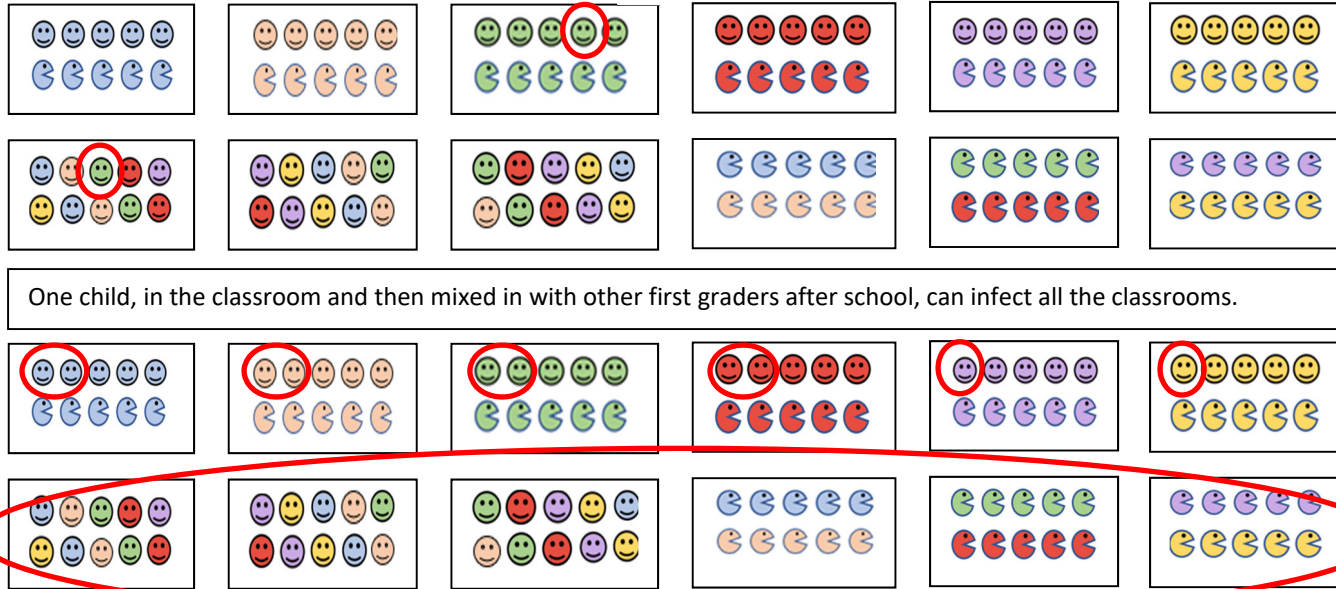 One child, in the classroom and then mixed in with other first graders after school, can infect all the classrooms.